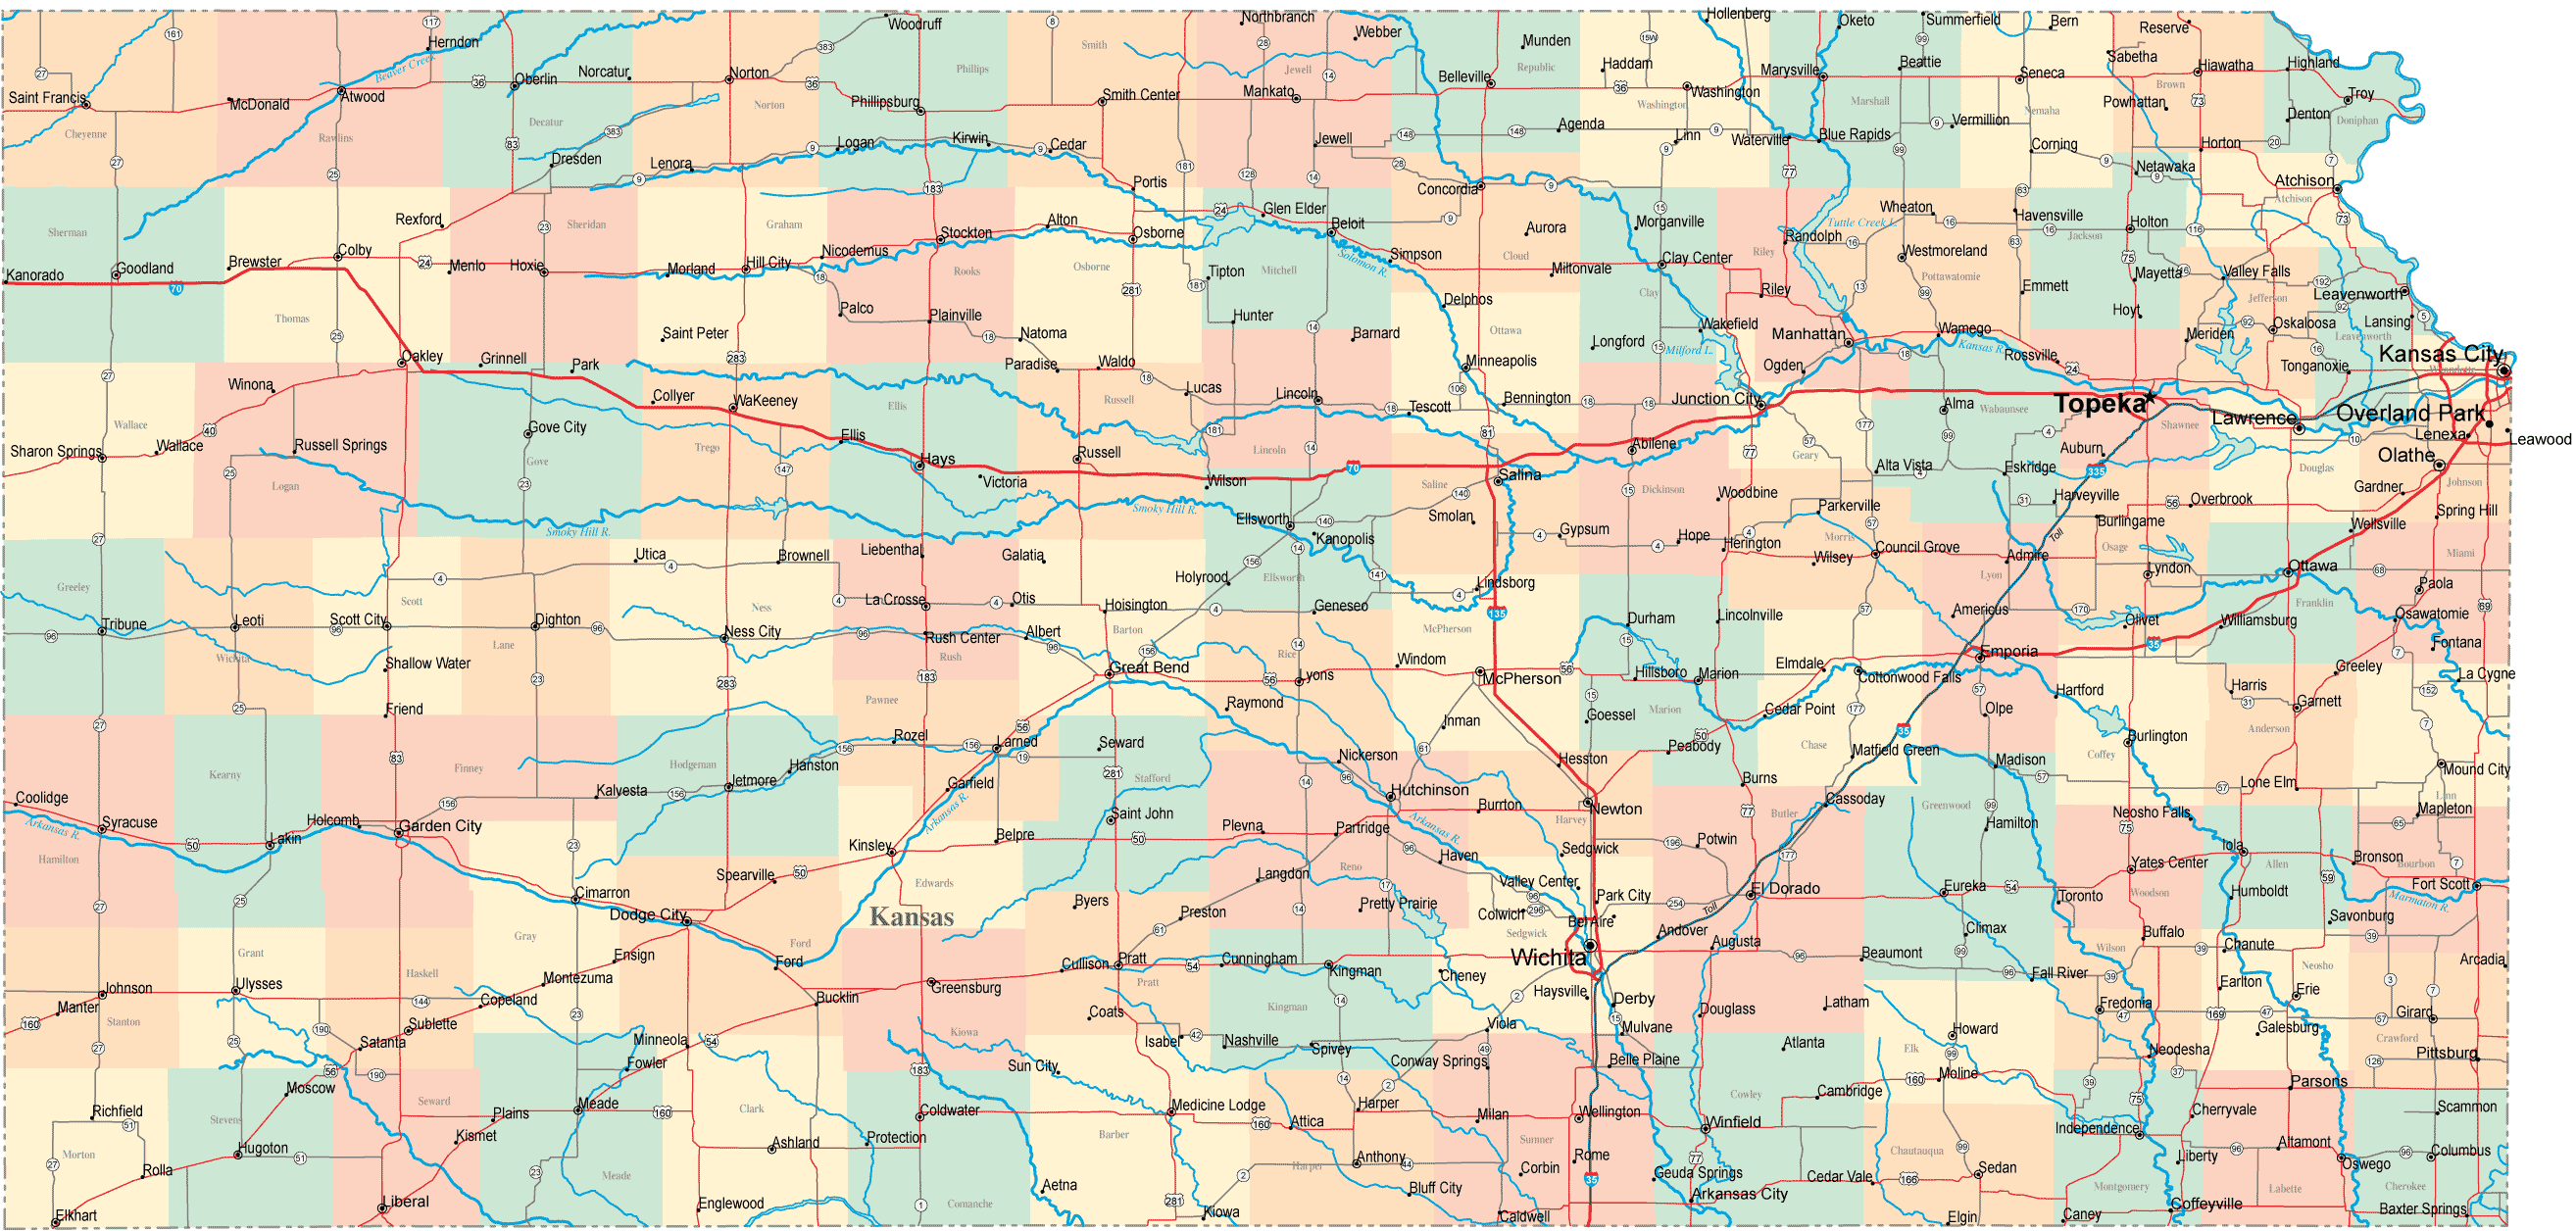 Woodruff
Northbranch
Webber
Munden
Hollenberg
Oketo
Summerfield
Bern
Reserve
Herndon
Beaver Creek
Smith
Phillips
Jewell
Republic
Haddam
Beattie
Sabetha
Hiawatha
Highland
Saint Francis
McDonald
Atwood
Oberlin
Norcatur
Norton
Phillipsburg
Smith Center
Mankato
Belleville
Washington
Washington
Marysville
Marshall
Seneca
Nemaha
Brown
Powhattan
Troy
Denton
Doniphan
Cheyenne
Rawlins
Decatur
Norton
Logan
Kirwin
Cedar
Jewell
Agenda
Linn
Waterville
Blue Rapids
Vermillion
Corning
Horton
Netawaka
Dresden
Lenora
Portis
Concordia
Atchison
Atchison
Sherman
Rexford
Sheridan
Graham
Nicodemus
Stockton
Alton
Osborne
Glen Elder
Beloit
Solomon R.
Simpson
Aurora
Cloud
Morganville
Randolph
Tuttle Creek L.
Wheaton
Westmoreland
Havensville
Jackson
Holton
Kanorado
Goodland
Brewster
Colby
Menlo
Hoxie
Morland
Hill City
Rooks
Osborne
Tipton
Mitchell
Miltonvale
Clay Center
Riley
Pottawatomie
Mayetta
Valley Falls
Thomas
Palco
Plainville
Natoma
Hunter
Barnard
Delphos
Ottawa
Clay
Riley
Emmett
Hoyt
Jefferson
Leavenworth
Lansing
Oakley
Grinnell
Park
Saint Peter
Paradise
Waldo
Minneapolis
Longford
Wakefield
Milford L.
Manhattan
Ogden
Wamego
Kansas R.
Rossville
Meriden
Oskaloosa
Leavenworth
Tonganoxie
Kansas City
Wyandotte
Winona
Wallace
Collyer
WaKeeney
Ellis
Russell
Lucas
Lincoln
Tescott
Bennington
Junction City
Alma
Wabaunsee
Topeka
Lawrence
Overland Park
Sharon Springs
Wallace
Russell Springs
Gove City
Gove
Trego
Ellis
Hays
Russell
Lincoln
Abilene
Geary
Auburn
Shawnee
Lenexa
Leawood
Olathe
Logan
Victoria
Wilson
Saline
Salina
Dickinson
Woodbine
Alta Vista
Eskridge
Harveyville
Overbrook
Douglas
Gardner
Johnson
Spring Hill
Smoky Hill R.
Smoky Hill R.
Ellsworth
Kanopolis
Smolan
Gypsum
Hope
Herington
Parkerville
Morris
Burlingame
Wellsville
Greeley
Utica
Brownell
Liebenthal
Galatia
Holyrood
Ellsworth
Lindsborg
Wilsey
Council Grove
Admire
Toll
Osage
Lyndon
Ottawa
Miami
Paola
Scott
Ness
La Crosse
Otis
Hoisington
Geneseo
McPherson
Durham
Lincolnville
Lyon
Americus
Olivet
Williamsburg
Franklin
Osawatomie
Fontana
Tribune
Leoti
Scott City
Dighton
Ness City
Rush Center
Albert
Barton
Wichita
Shallow Water
Lane
Rush
Great Bend
Rice
Lyons
Windom
McPherson
Hillsboro
Marion
Elmdale
Cottonwood Falls
Emporia
Hartford
Harris
Greeley
La Cygne
Garnett
Friend
Pawnee
Raymond
Inman
Goessel
Marion
Cedar Point
Olpe
Anderson
Kearny
Finney
Hodgeman
Rozel
Larned
Seward
Stafford
Nickerson
Hesston
Peabody
Chase
Matfield Green
Madison
Coffey
Burlington
Mound City
Coolidge
Kalvesta
Jetmore
Hanston
Garfield
Arkansas R.
Saint John
Hutchinson
Burrton
Newton
Burns
Cassoday
Greenwood
Lone Elm
Linn
Mapleton
Arkansas R.
Syracuse
Lakin
Holcomb
Garden City
Kinsley
Belpre
Plevna
Partridge
Arkansas R.
Harvey
Butler
Hamilton
Neosho Falls
Hamilton
Spearville
Edwards
Langdon
Reno
Haven
Sedgwick
Potwin
Yates Center
Iola
Allen
Bronson
Bourbon
Cimarron
Dodge City
Kansas
Byers
Preston
Pretty Prairie
Valley Center
Colwich
Park City
Bel Aire
El Dorado
Toll
Eureka
Toronto
Woodson
Humboldt
Fort Scott
Marmaton R.
Savonburg
Grant
Gray
Ensign
Ford
Ford
Cullison
Pratt
Cunningham
Kingman
Sedgwick
Wichita
Andover
Augusta
Beaumont
Climax
Wilson
Buffalo
Chanute
Arcadia
Haskell
Montezuma
Johnson
Ulysses
Copeland
Bucklin
Greensburg
Pratt
Cheney
Haysville
Derby
Fall River
Earlton
Neosho
Erie
Manter
Stanton
Sublette
Satanta
Minneola
Kiowa
Coats
Kingman
Isabel
Nashville
Spivey
Viola
Mulvane
Douglass
Latham
Howard
Fredonia
Galesburg
Girard
Crawford
Fowler
Moscow
Sun City
Conway Springs
Belle Plaine
Atlanta
Elk
Moline
Neodesha
Pittsburg
Richfield
Stevens
Seward
Plains
Meade
Clark
Coldwater
Medicine Lodge
Attica
Harper
Milan
Wellington
Cowley
Cambridge
Winfield
Parsons
Cherryvale
Scammon
Morton
Hugoton
Kismet
Ashland
Protection
Barber
Anthony
Harper
Sumner
Corbin
Rome
Geuda Springs
Chautauqua
Independence
Altamont
Columbus
Rolla
Meade
Aetna
Bluff City
Cedar Vale
Sedan
Liberty
Oswego
Montgomery
Labette
Cherokee
Elkhart
Liberal
Englewood
Comanche
Kiowa
Caldwell
Arkansas City
Elgin
Caney
Coffeyville
Baxter Springs